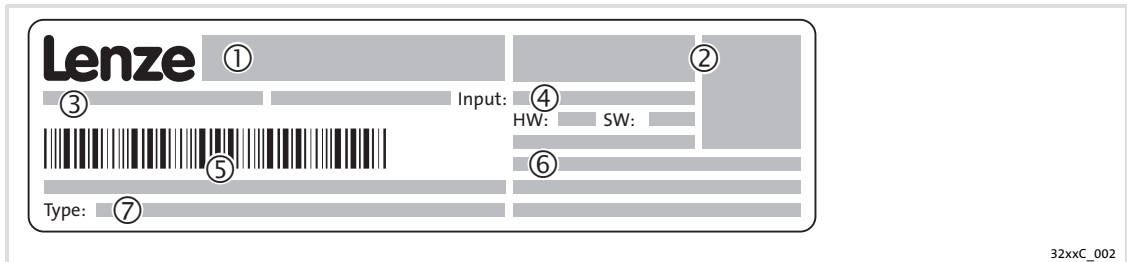 Lenze ① ②
③ Input: ④
HW: SW:
⑤ ⑥
Type: ⑦
32xxC_002